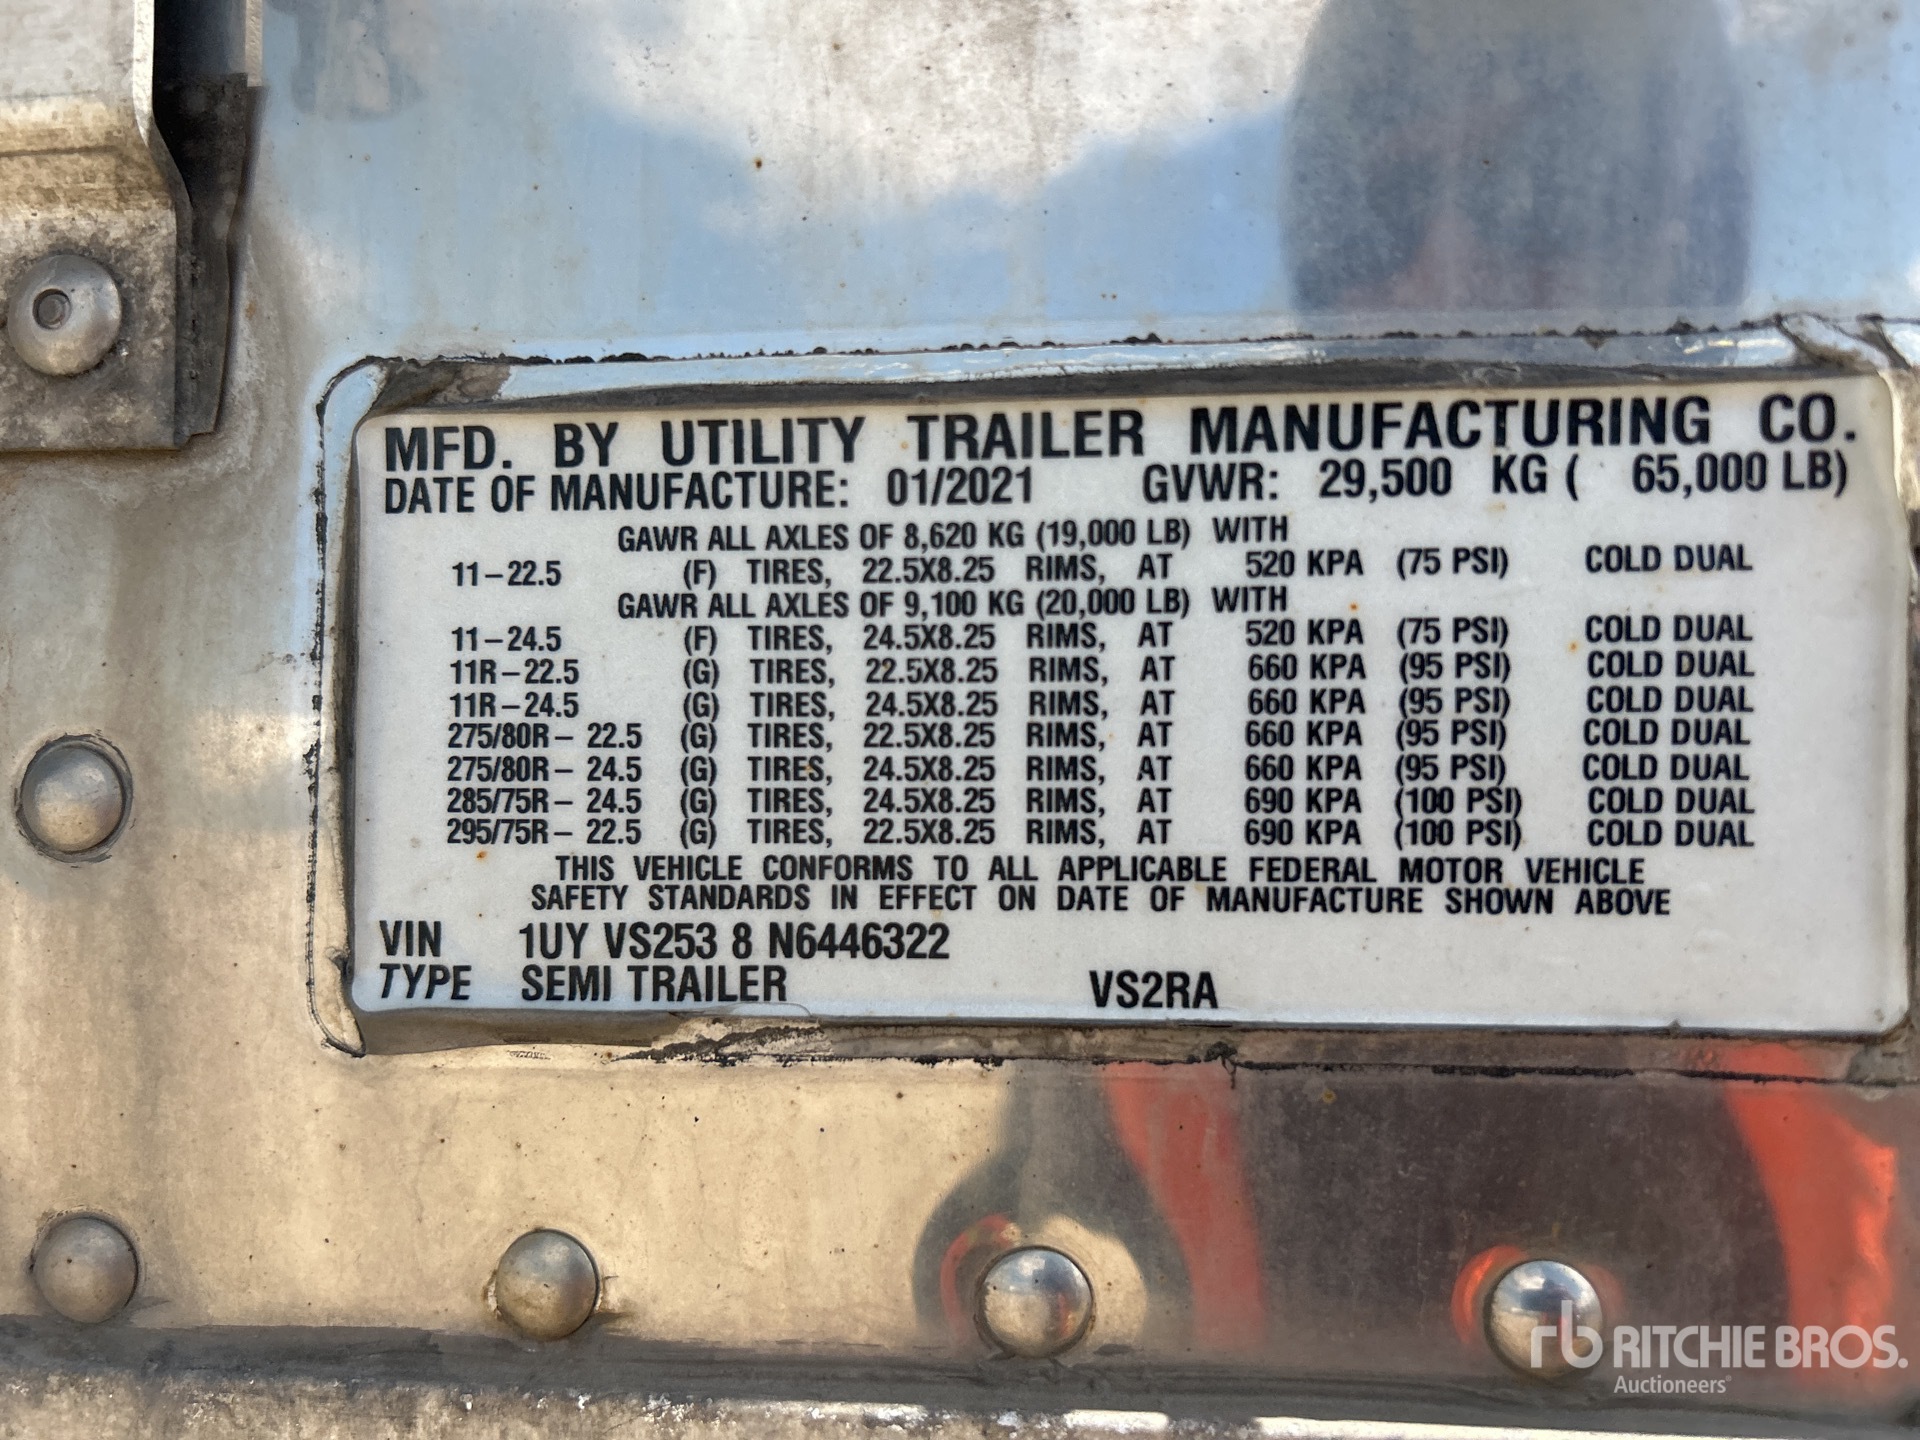 MFD. BY UTILITY TRAILER MANUFACTURING CO.
DATE OF MANUFACTURE: 01/2021 GVWR: 29,500 KG ( 65,000 LB)
GAWR ALL AXLES OF 8,620 KG (19,000 LB) WITH
11-22.5 (F) TIRES, 22.5X8.25 RIMS, AT 520 KPA (75 PSI) COLD DUAL
GAWR ALL AXLES OF 9,100 KG (20,000 LB) WITH
11-24.5 (F) TIRES, 24.5X8.25 RIMS, AT 520 KPA (75 PSI) COLD DUAL
11R-22.5 (G) TIRES, 22.5X8.25 RIMS, AT 660 KPA (95 PSI) COLD DUAL
11R-24.5 (G) TIRES, 24.5X8.25 RIMS, AT 660 KPA (95 PSI) COLD DUAL
275/80R- 22.5 (G) TIRES, 22.5X8.25 RIMS, AT 660 KPA (95 PSI) COLD DUAL
275/80R- 24.5 (G) TIRES, 24.5X8.25 RIMS, AT 660 KPA (95 PSI) COLD DUAL
285/75R- 24.5 (G) TIRES, 24.5X8.25 RIMS, AT 690 KPA (100 PSI) COLD DUAL
295/75R- 22.5 (G) TIRES, 22.5X8.25 RIMS, AT 690 KPA (100 PSI) COLD DUAL
THIS VEHICLE CONFORMS TO ALL APPLICABLE FEDERAL MOTOR VEHICLE
SAFETY STANDARDS IN EFFECT ON DATE OF MANUFACTURE SHOWN ABOVE
VIN 1UY VS253 8 N6446322
TYPE SEMI TRAILER VS2RA
rb RITCHIE BROS.
Auctioneers